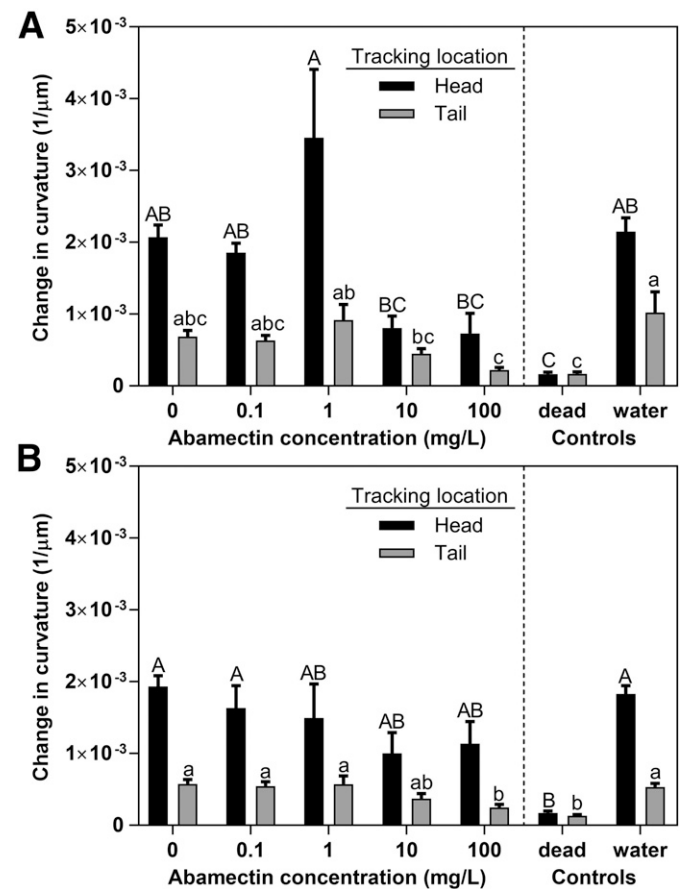 A
5×10⁻³
4×10⁻³
3×10⁻³
2×10⁻³
1×10⁻³
0
Change in curvature (1/μm)
Tracking location
Head
Tail
AB abc AB abc A ab BC bc BC c C c AB a
0 0.1 1 10 100 dead water
Abamectin concentration (mg/L) Controls
B
5×10⁻³
4×10⁻³
3×10⁻³
2×10⁻³
1×10⁻³
0
Change in curvature (1/μm)
Tracking location
Head
Tail
A a A a AB a AB ab AB b B b A a
0 0.1 1 10 100 dead water
Abamectin concentration (mg/L) Controls